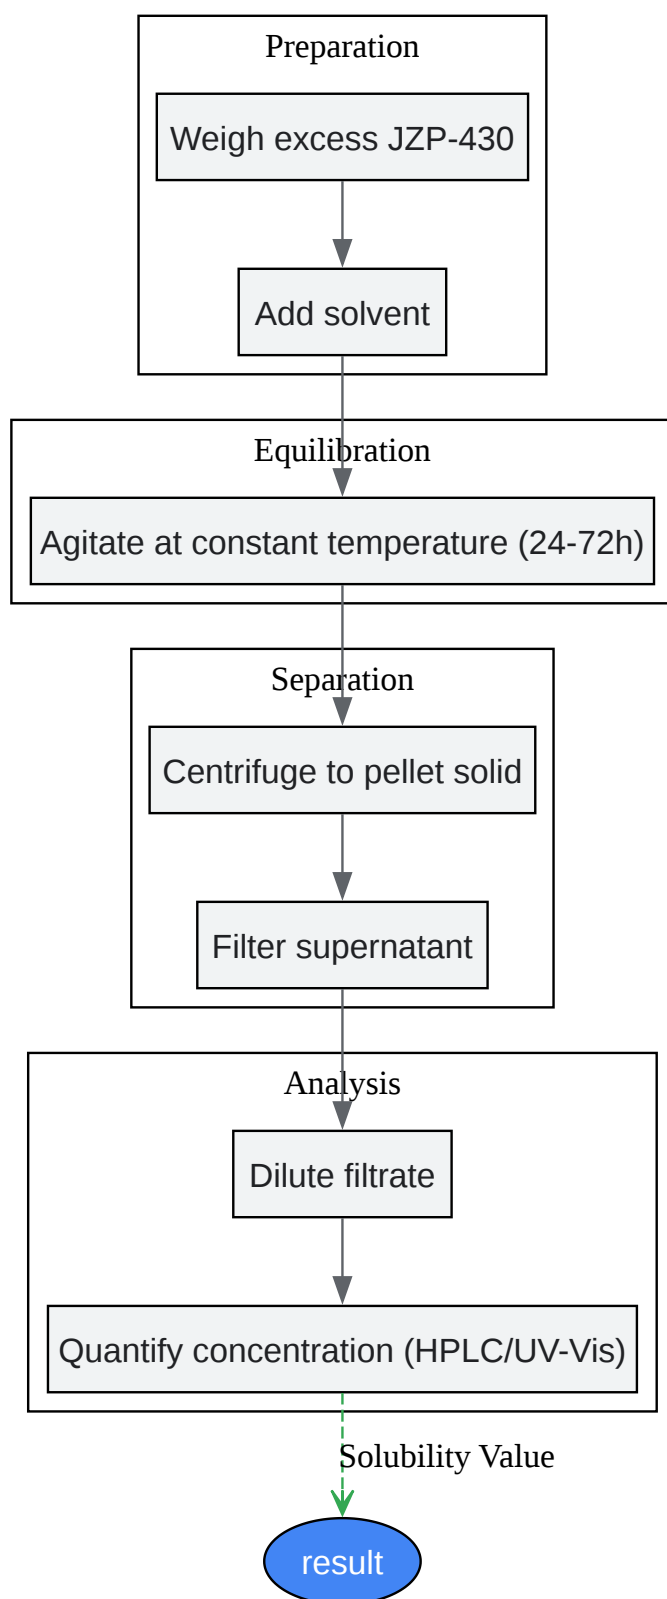 Preparation
Weigh excess JZP-430
Add solvent
Equilibration
Agitate at constant temperature (24-72h)
Separation
Centrifuge to pellet solid
Filter supernatant
Analysis
Dilute filtrate
Quantify concentration (HPLC/UV-Vis)
Solubility Value
result